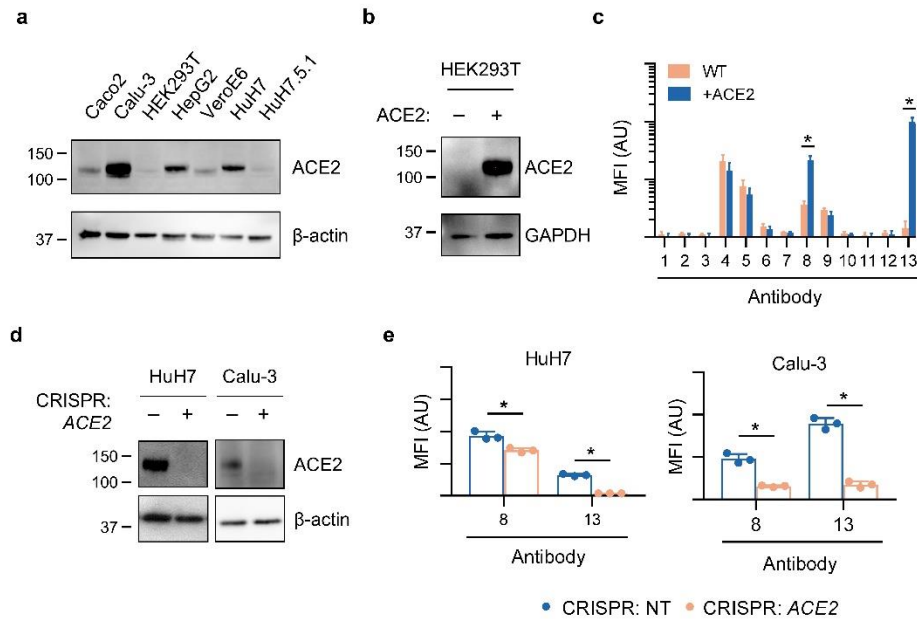 a
Caco2 Calu-3 HEK293T HepG2 VeroE6 HuH7 HuH7.5.1
150
100
ACE2
37
β-actin
b
HEK293T
ACE2: – +
150
100
ACE2
37
GAPDH
c
WT
+ACE2
MFI (AU)
* *
1 2 3 4 5 6 7 8 9 10 11 12 13
Antibody
d
HuH7 Calu-3
CRISPR:
ACE2 – + – +
150
100
ACE2
37
β-actin
e
HuH7
MFI (AU)
* *
8 13
Antibody
Calu-3
MFI (AU)
* *
8 13
Antibody
CRISPR: NT CRISPR: ACE2